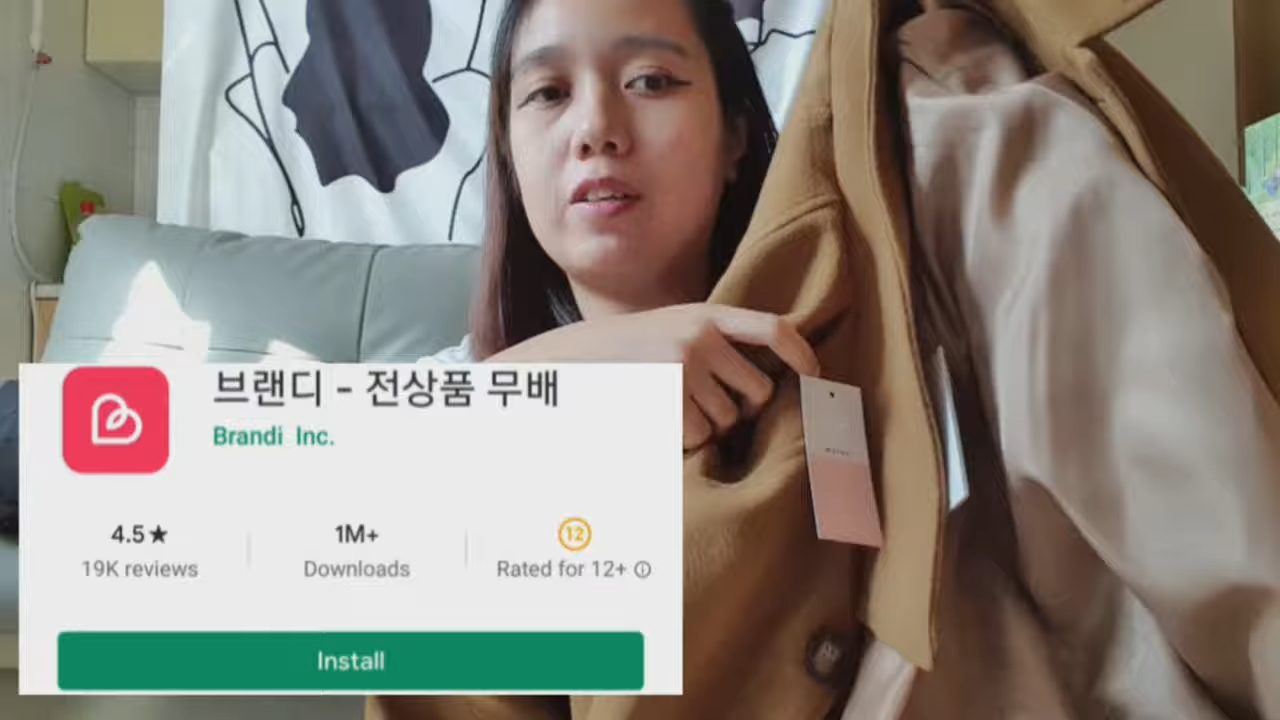 브랜디 - 전상품 무배
Brandi Inc.
4.5★
19K reviews
1M+
Downloads
12
Rated for 12+
Install